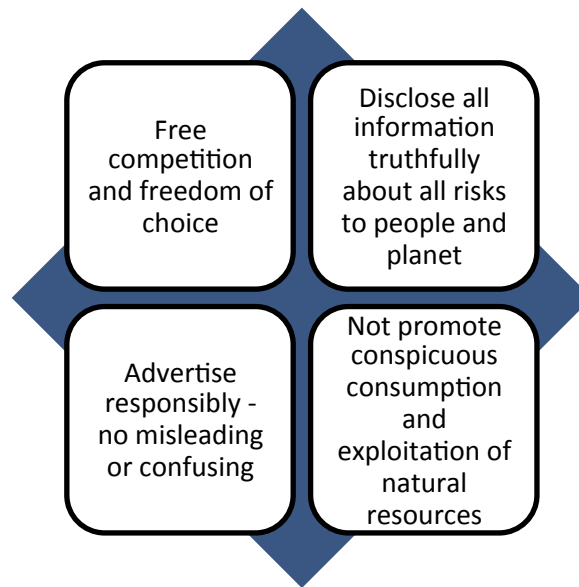 Free
competition
and freedom of
choice
Disclose all
information
truthfully
about all risks
to people and
planet
Advertise
responsibly -
no misleading
or confusing
Not promote
conspicuous
consumption
and
exploitation of
natural
resources